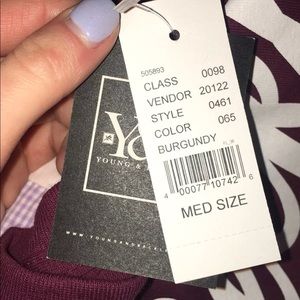 505893
CLASS 0098
VENDOR 20122
STYLE 0461
COLOR 065
BURGUNDY
4 00077 10742 6
MED SIZE
YOUNG &